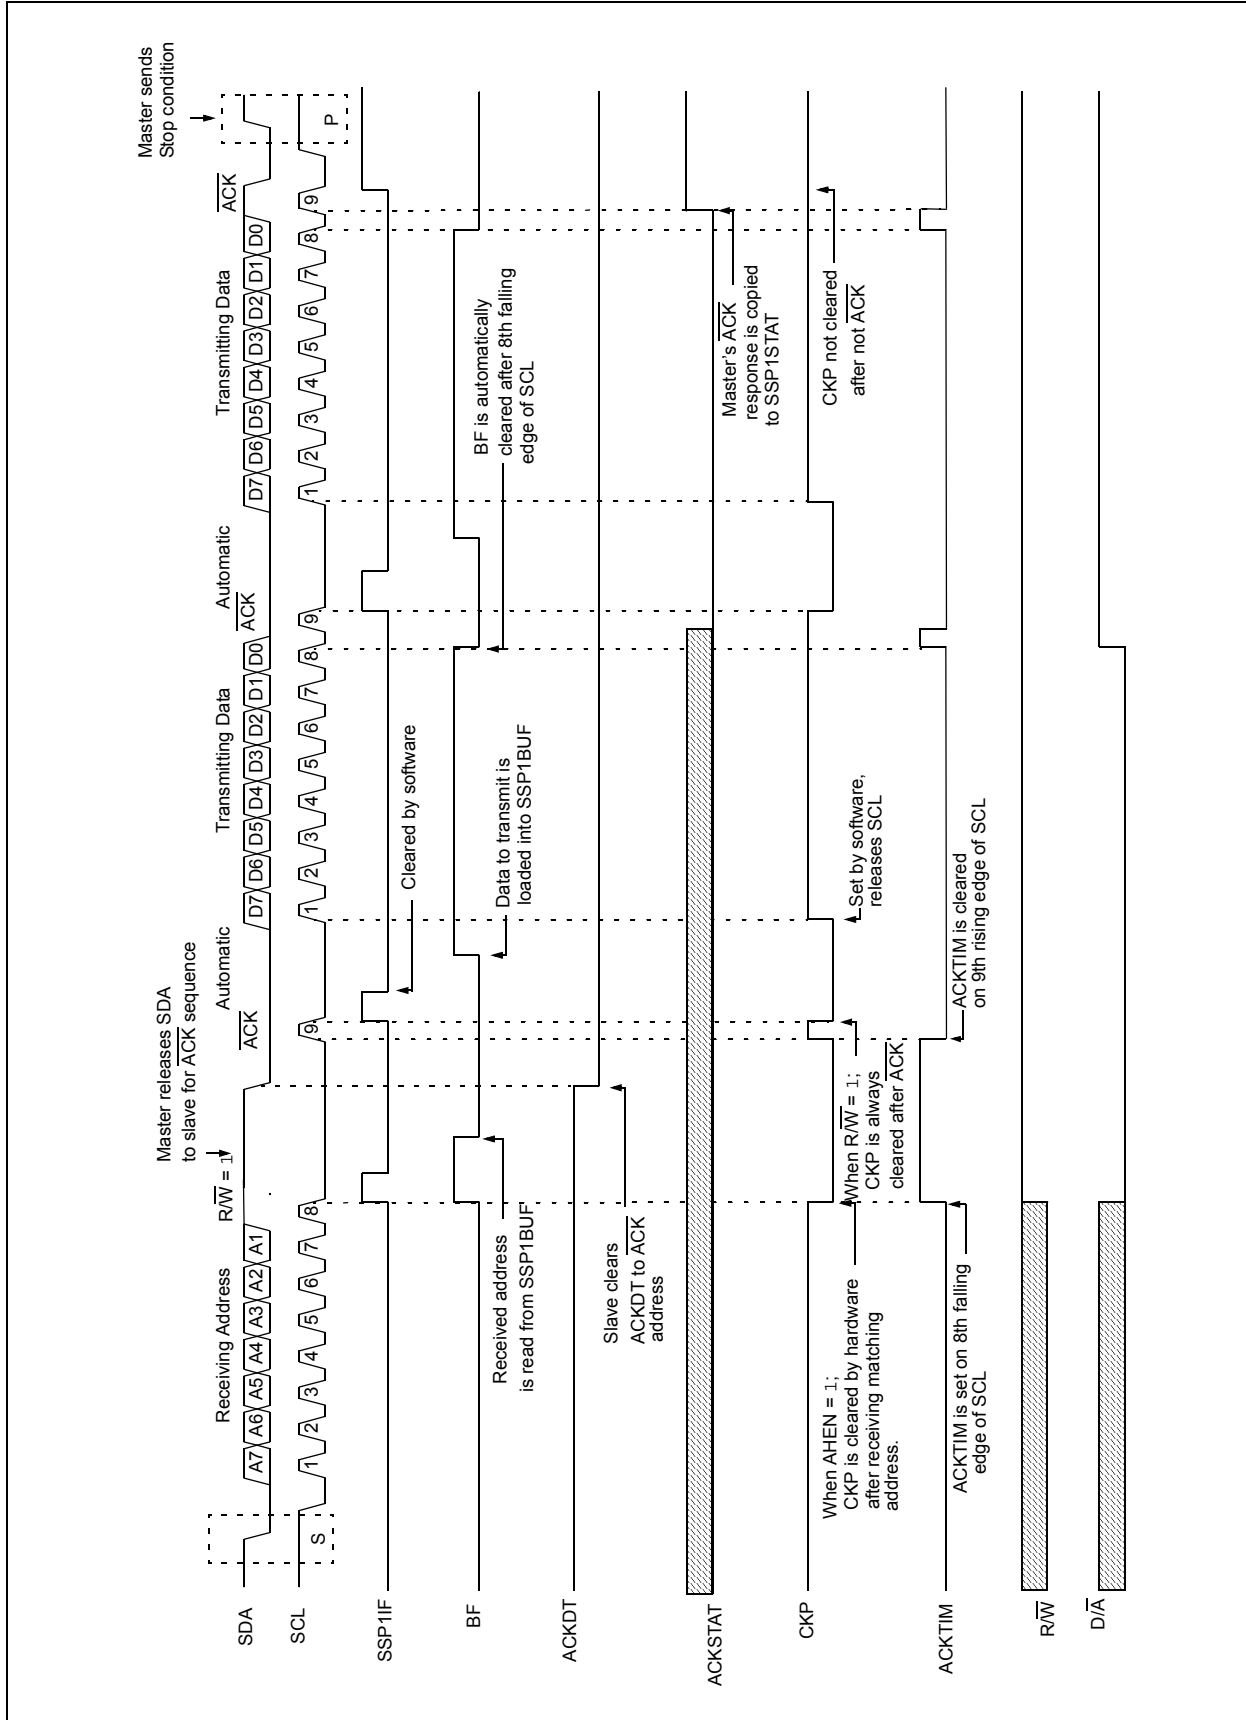 Master releases SDA
to slave for A̅C̅K̅ sequence
Master sends
Stop condition
Receiving Address
R/W̅ = 1
A̅C̅K̅
Automatic
Transmitting Data
A̅C̅K̅
Automatic
Transmitting Data
A̅C̅K̅
SDA
A7 A6 A5 A4 A3 A2 A1
D7 D6 D5 D4 D3 D2 D1 D0
D7 D6 D5 D4 D3 D2 D1 D0
SCL
S
1 2 3 4 5 6 7 8 9
1 2 3 4 5 6 7 8 9
1 2 3 4 5 6 7 8 9
P
SSP1IF
Cleared by software
BF
Received address
is read from SSP1BUF
Data to transmit is
loaded into SSP1BUF
BF is automatically
cleared after 8th falling
edge of SCL
ACKDT
Slave clears
ACKDT to A̅C̅K̅
address
ACKSTAT
Master's A̅C̅K̅
response is copied
to SSP1STAT
CKP
When AHEN = 1;
CKP is cleared by hardware
after receiving matching
address.
When R/W̅ = 1;
CKP is always
cleared after A̅C̅K̅
Set by software,
releases SCL
CKP not cleared
after not A̅C̅K̅
ACKTIM
ACKTIM is set on 8th falling
edge of SCL
ACKTIM is cleared
on 9th rising edge of SCL
R/W̅
D/A̅